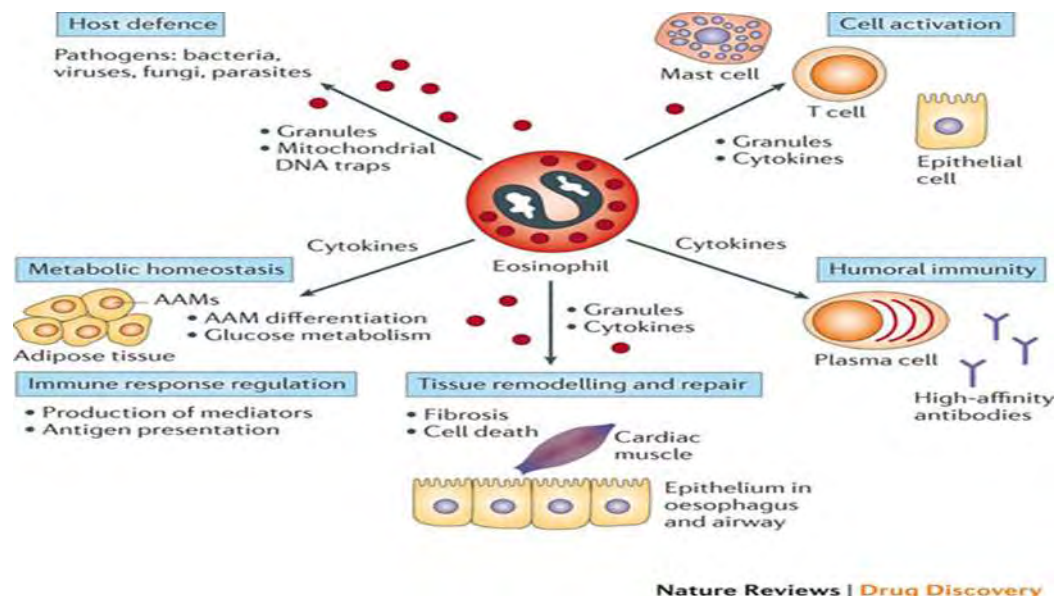 Host defence
Pathogens: bacteria,
viruses, fungi, parasites
• Granules
• Mitochondrial
DNA traps
Cell activation
Mast cell
T cell
• Granules
• Cytokines
Epithelial
cell
Eosinophil
Cytokines
Metabolic homeostasis
AAMs
• AAM differentiation
• Glucose metabolism
Adipose tissue
Immune response regulation
• Production of mediators
• Antigen presentation
• Granules
• Cytokines
Tissue remodelling and repair
• Fibrosis
• Cell death
Cardiac
muscle
Epithelium in
oesophagus
and airway
Cytokines
Humoral immunity
Plasma cell
High-affinity
antibodies
Nature Reviews | Drug Discovery